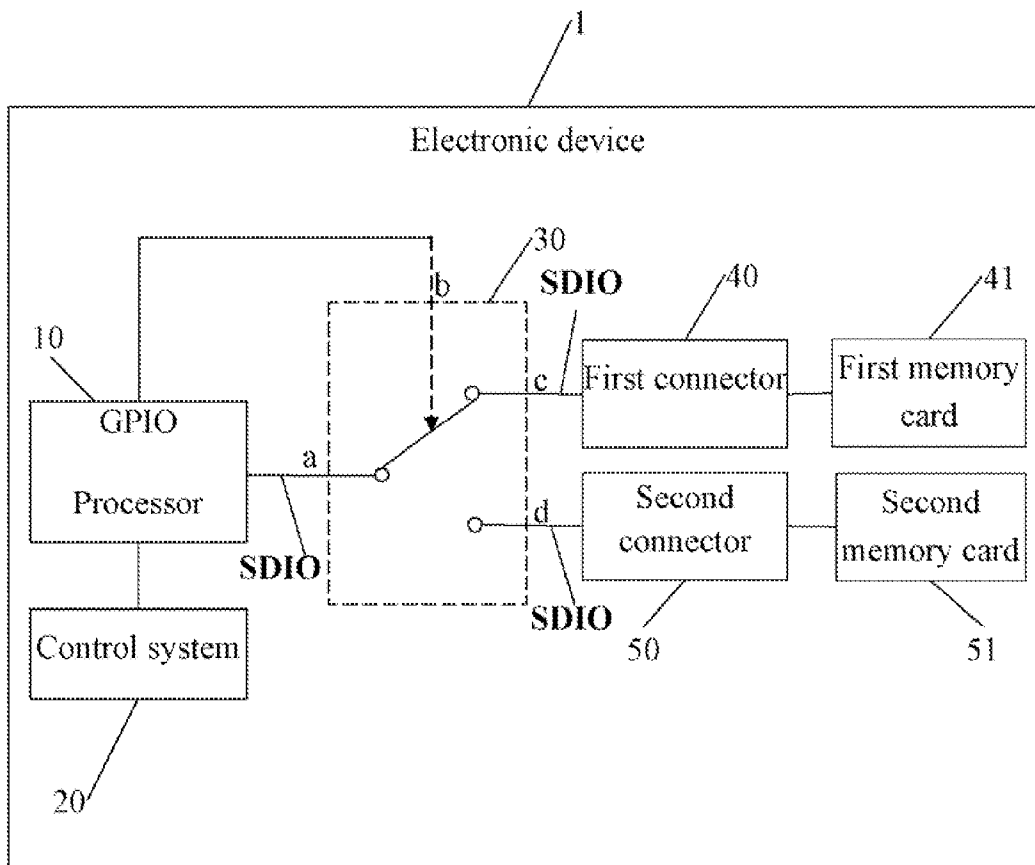 1
Electronic device
30
b
SDIO
40
41
10
c
First connector
First memory
card
GPIO
a
Processor
d
Second
connector
Second
memory card
SDIO
SDIO
Control system
50
51
20